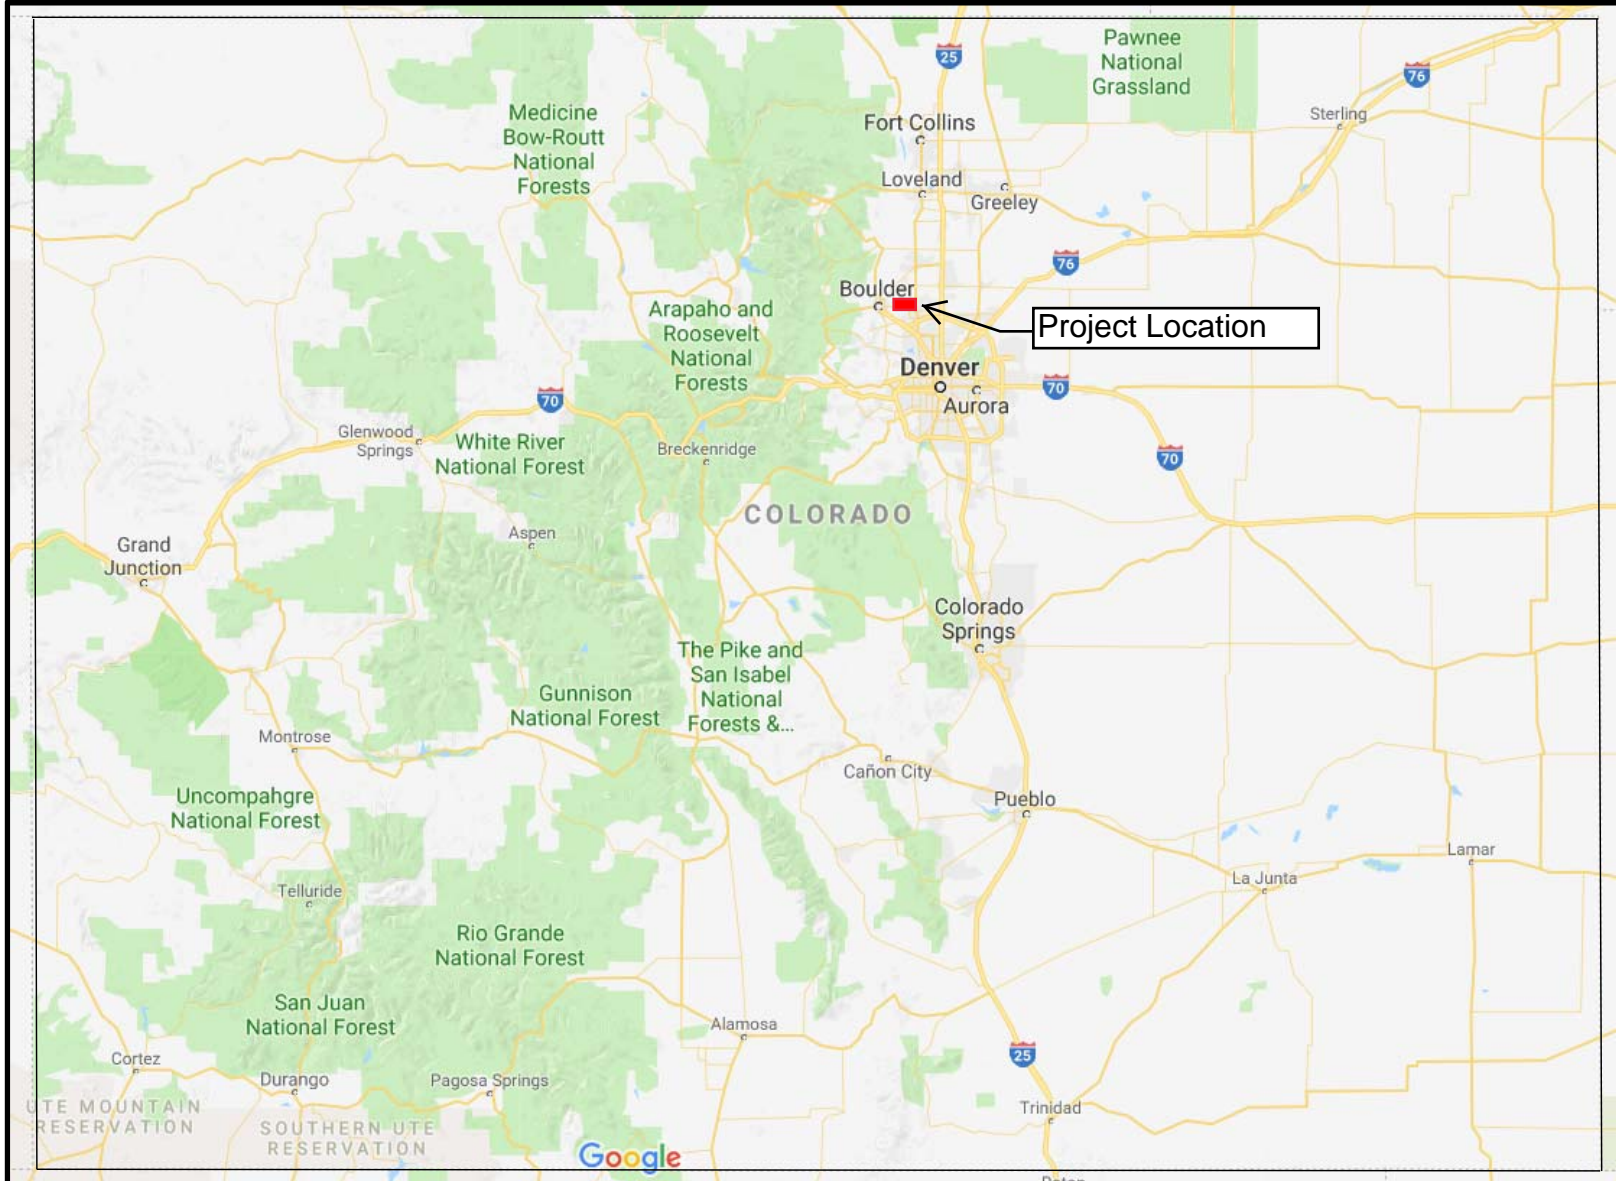 Pawnee
National
Grassland
25
76
Sterling
Medicine
Bow-Routt
National
Forests
Fort Collins
Loveland
Greeley
76
Boulder
Arapaho and
Roosevelt
National
Forests
Project Location
Denver
Aurora
70
70
70
Glenwood
Springs
White River
National Forest
Breckenridge
COLORADO
Aspen
Grand
Junction
Colorado
Springs
The Pike and
San Isabel
National
Forests &...
Gunnison
National Forest
Montrose
Cañon City
Uncompahgre
National Forest
Pueblo
Lamar
La Junta
Telluride
Rio Grande
National Forest
San Juan
National Forest
Alamosa
25
Cortez
Durango
Pagosa Springs
Trinidad
UTE MOUNTAIN
RESERVATION
SOUTHERN UTE
RESERVATION
Google